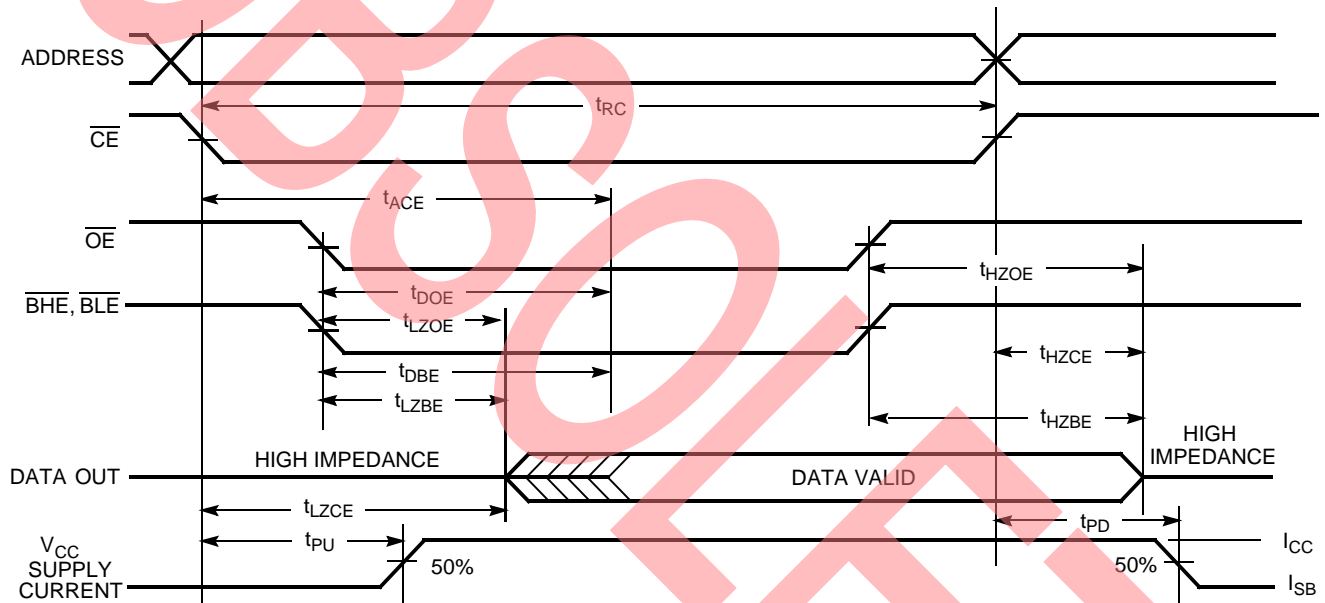 ADDRESS
tRC
CE
tACE
OE
tHZOE
tDOE
BHE, BLE
tLZOE
tHZCE
tDBE
tLZBE
tHZBE
HIGH IMPEDANCE
HIGH
IMPEDANCE
DATA OUT
DATA VALID
tLZCE
tPD
tPU
VCC
SUPPLY
CURRENT
50%
50%
ICC
ISB
BSOLE